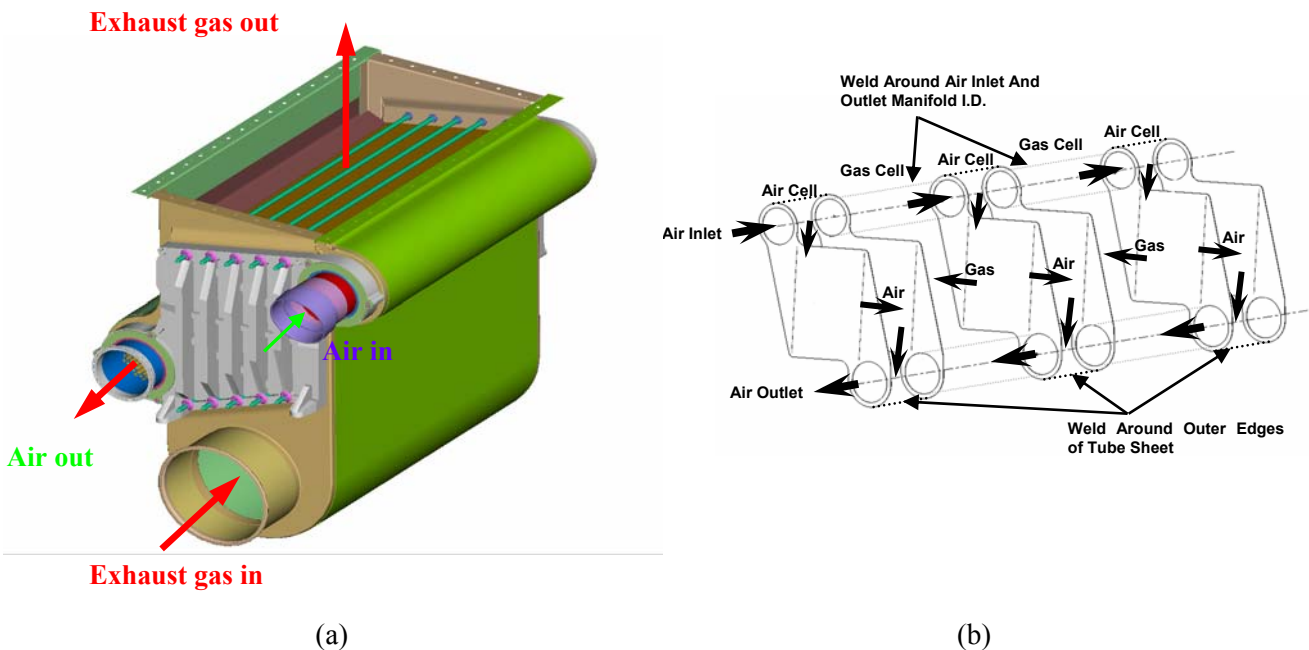 Exhaust gas out
Air in
Air out
Exhaust gas in
(a)
Weld Around Air Inlet And
Outlet Manifold I.D.
Air Cell
Gas Cell
Air Cell
Gas Cell
Air Cell
Air Inlet
Gas
Air
Gas
Air
Air
Air Outlet
Weld Around Outer Edges
of Tube Sheet
(b)